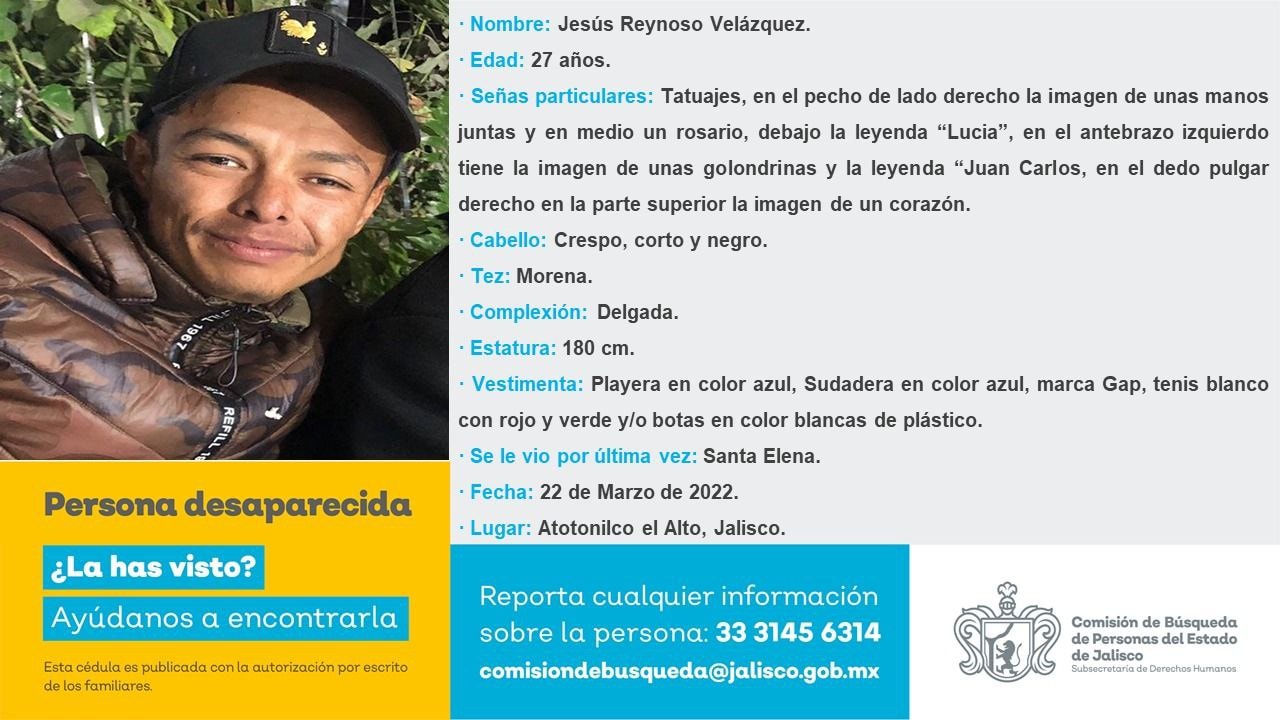 · Nombre: Jesús Reynoso Velázquez.
· Edad: 27 años.
· Señas particulares: Tatuajes, en el pecho de lado derecho la imagen de unas manos
juntas y en medio un rosario, debajo la leyenda “Lucia”, en el antebrazo izquierdo
tiene la imagen de unas golondrinas y la leyenda “Juan Carlos, en el dedo pulgar
derecho en la parte superior la imagen de un corazón.
· Cabello: Crespo, corto y negro.
· Tez: Morena.
· Complexión: Delgada.
· Estatura: 180 cm.
· Vestimenta: Playera en color azul, Sudadera en color azul, marca Gap, tenis blanco
con rojo y verde y/o botas en color blancas de plástico.
· Se le vio por última vez: Santa Elena.
· Fecha: 22 de Marzo de 2022.
· Lugar: Atotonilco el Alto, Jalisco.
REFILL 1967
REFILL 19
Persona desaparecida
¿La has visto?
Ayúdanos a encontrarla
Esta cédula es publicada con la autorización por escrito
de los familiares.
Reporta cualquier información
sobre la persona: 33 3145 6314
comisiondebusqueda@jalisco.gob.mx
Comisión de Búsqueda
de Personas del Estado
de Jalisco
Subsecretaría de Derechos Humanos